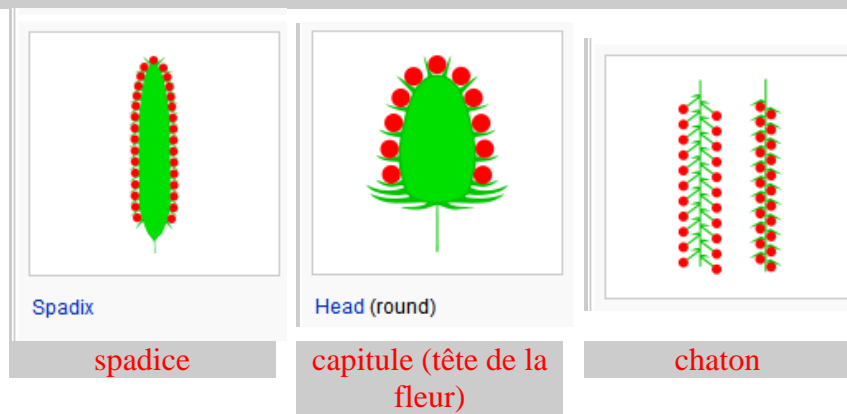 Spadix
Head (round)
spadice
capitule (tête de la
fleur)
chaton